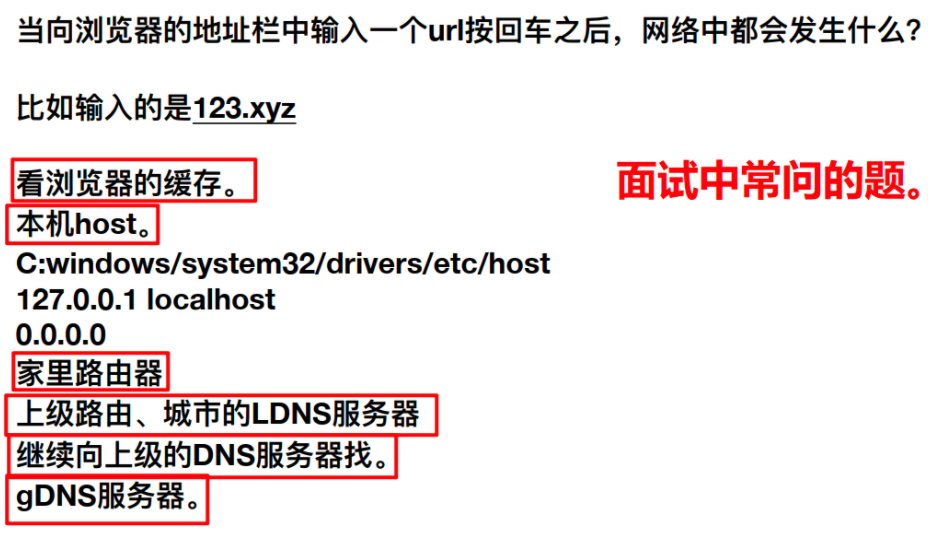 当向浏览器的地址栏中输入一个url按回车之后，网络中都会发生什么？
比如输入的是123.xyz
看浏览器的缓存。
面试中常问的题。
本机host。
C:windows/system32/drivers/etc/host
127.0.0.1 localhost
0.0.0.0
家里路由器
上级路由、城市的LDNS服务器
继续向上级的DNS服务器找。
gDNS服务器。